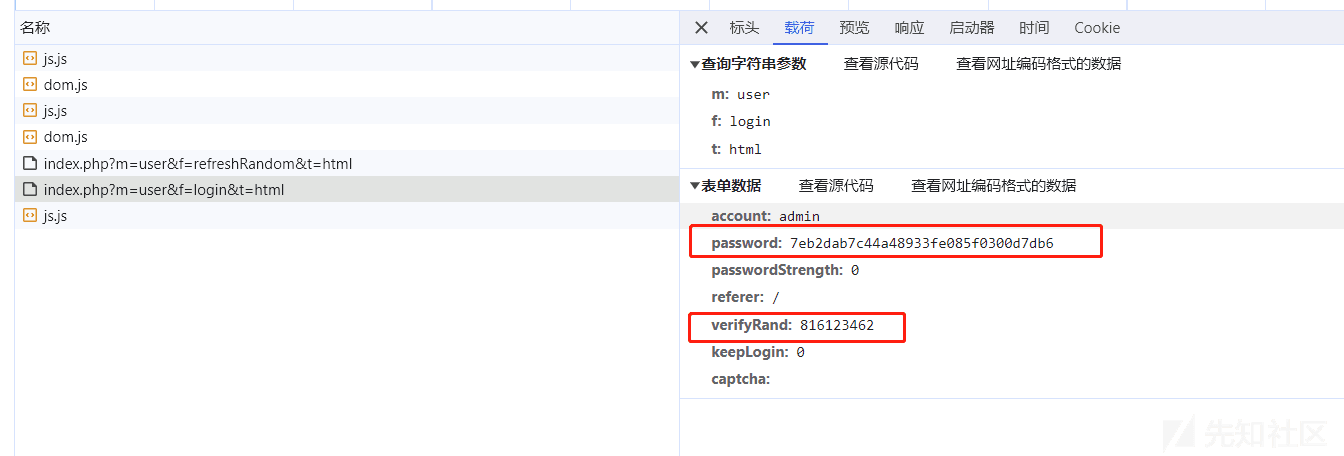 名称
js.js
dom.js
js.js
dom.js
index.php?m=user&f=refreshRandom&t=html
index.php?m=user&f=login&t=html
js.js
标头 载荷 预览 响应 启动器 时间 Cookie
▼查询字符串参数 查看源代码 查看网址编码格式的数据
m: user
f: login
t: html
▼表单数据 查看源代码 查看网址编码格式的数据
account: admin
password: 7eb2dab7c44a48933fe085f0300d7db6
passwordStrength: 0
referer: /
verifyRand: 816123462
keepLogin: 0
captcha:
先知社区